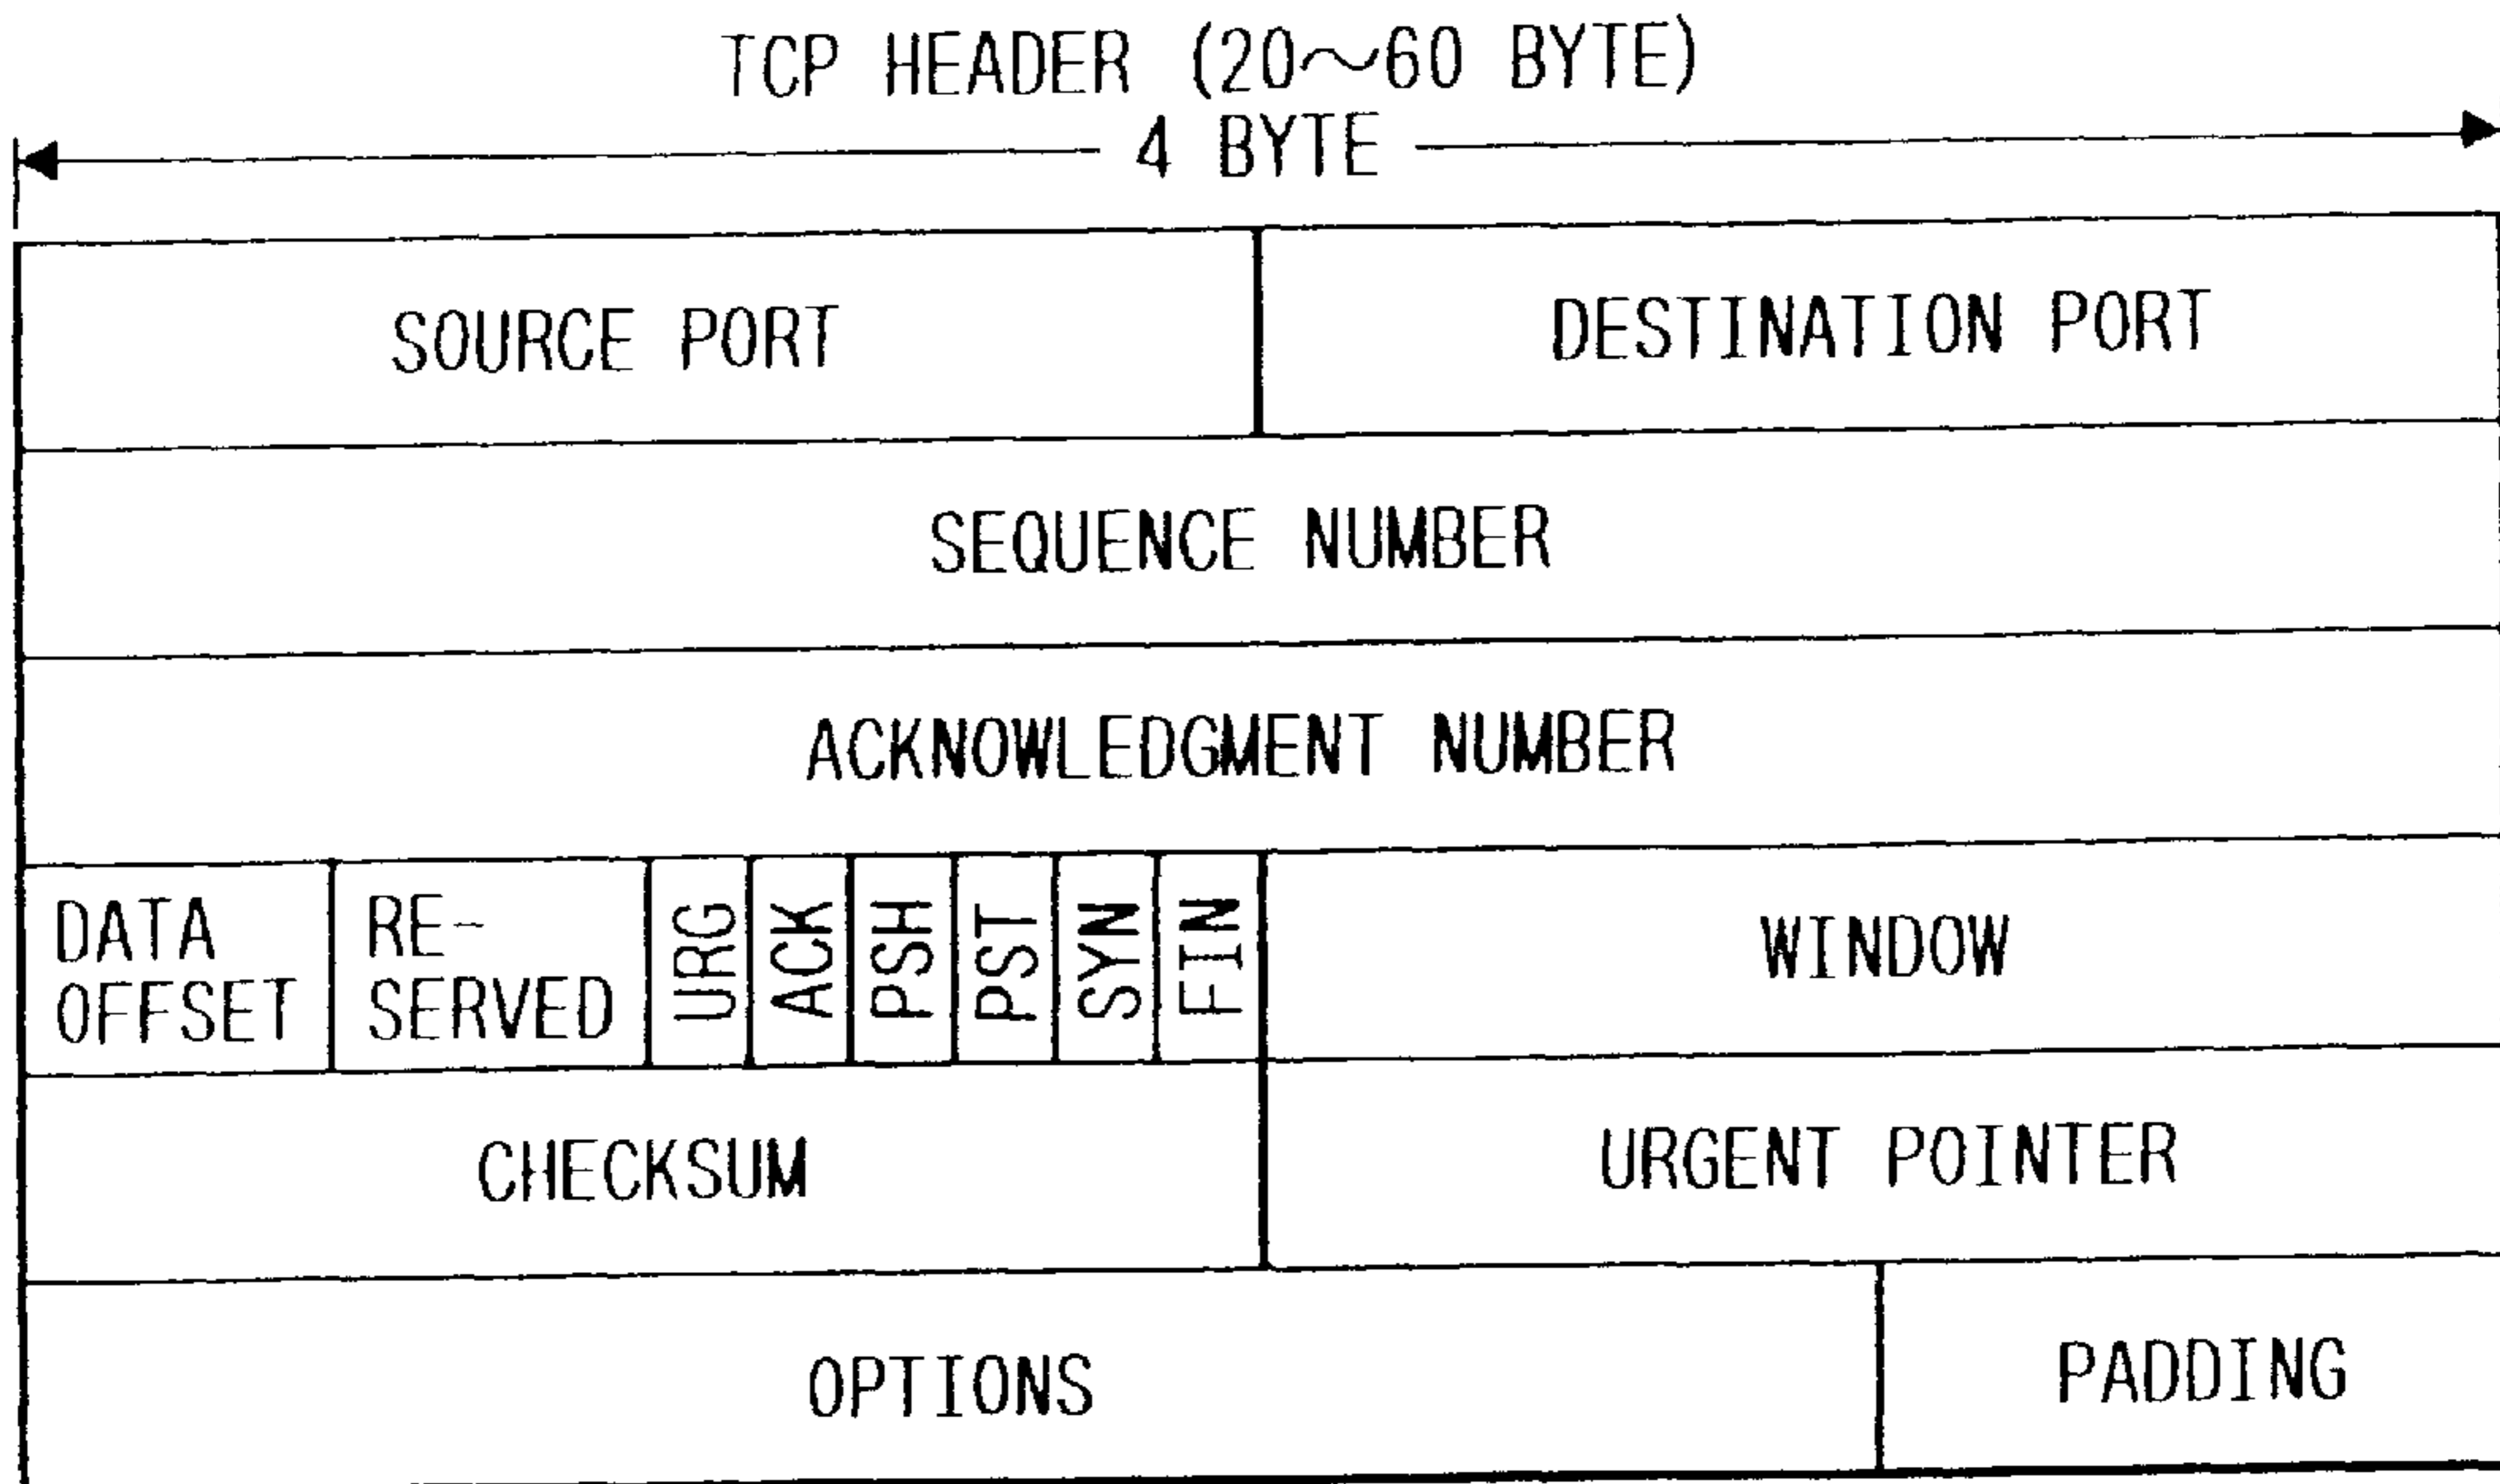 TCP HEADER (20~60 BYTE)
4 BYTE
SOURCE PORT
DESTINATION PORT
SEQUENCE NUMBER
ACKNOWLEDGMENT NUMBER
DATA
OFFSET
RE-
SERVED
URG
ACK
PSH
PST
SYN
FIN
WINDOW
CHECKSUM
URGENT POINTER
OPTIONS
PADDING